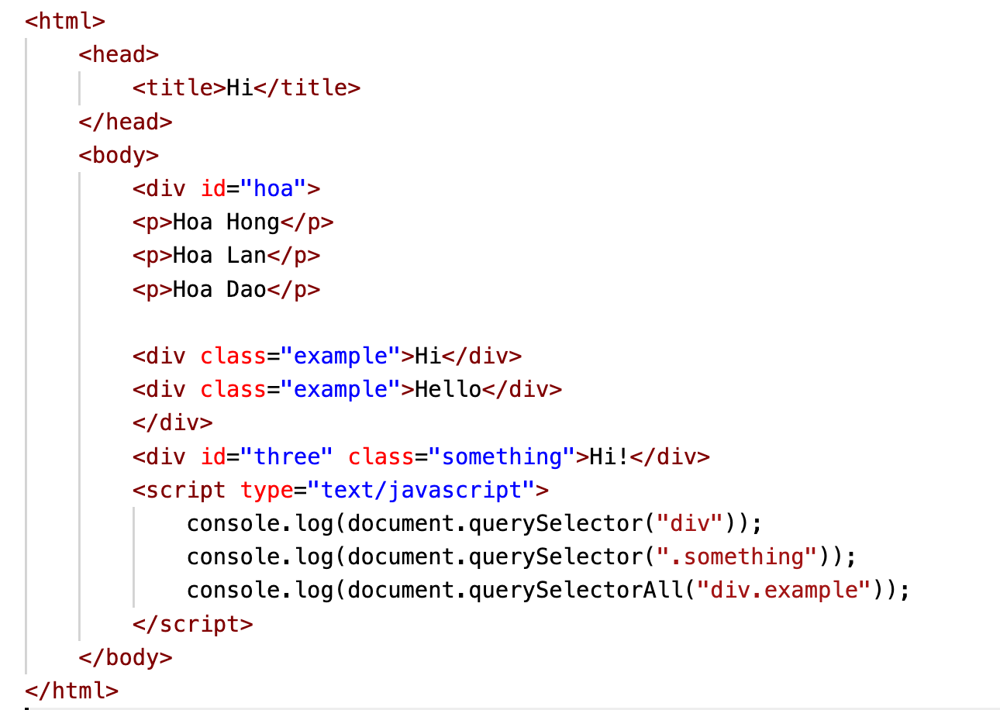 <html>
<head>
<title>Hi</title>
</head>
<body>
<div id="hoa">
<p>Hoa Hong</p>
<p>Hoa Lan</p>
<p>Hoa Dao</p>
<div class="example">Hi</div>
<div class="example">Hello</div>
</div>
<div id="three" class="something">Hi!</div>
<script type="text/javascript">
console.log(document.querySelector("div"));
console.log(document.querySelector(".something"));
console.log(document.querySelectorAll("div.example"));
</script>
</body>
</html>